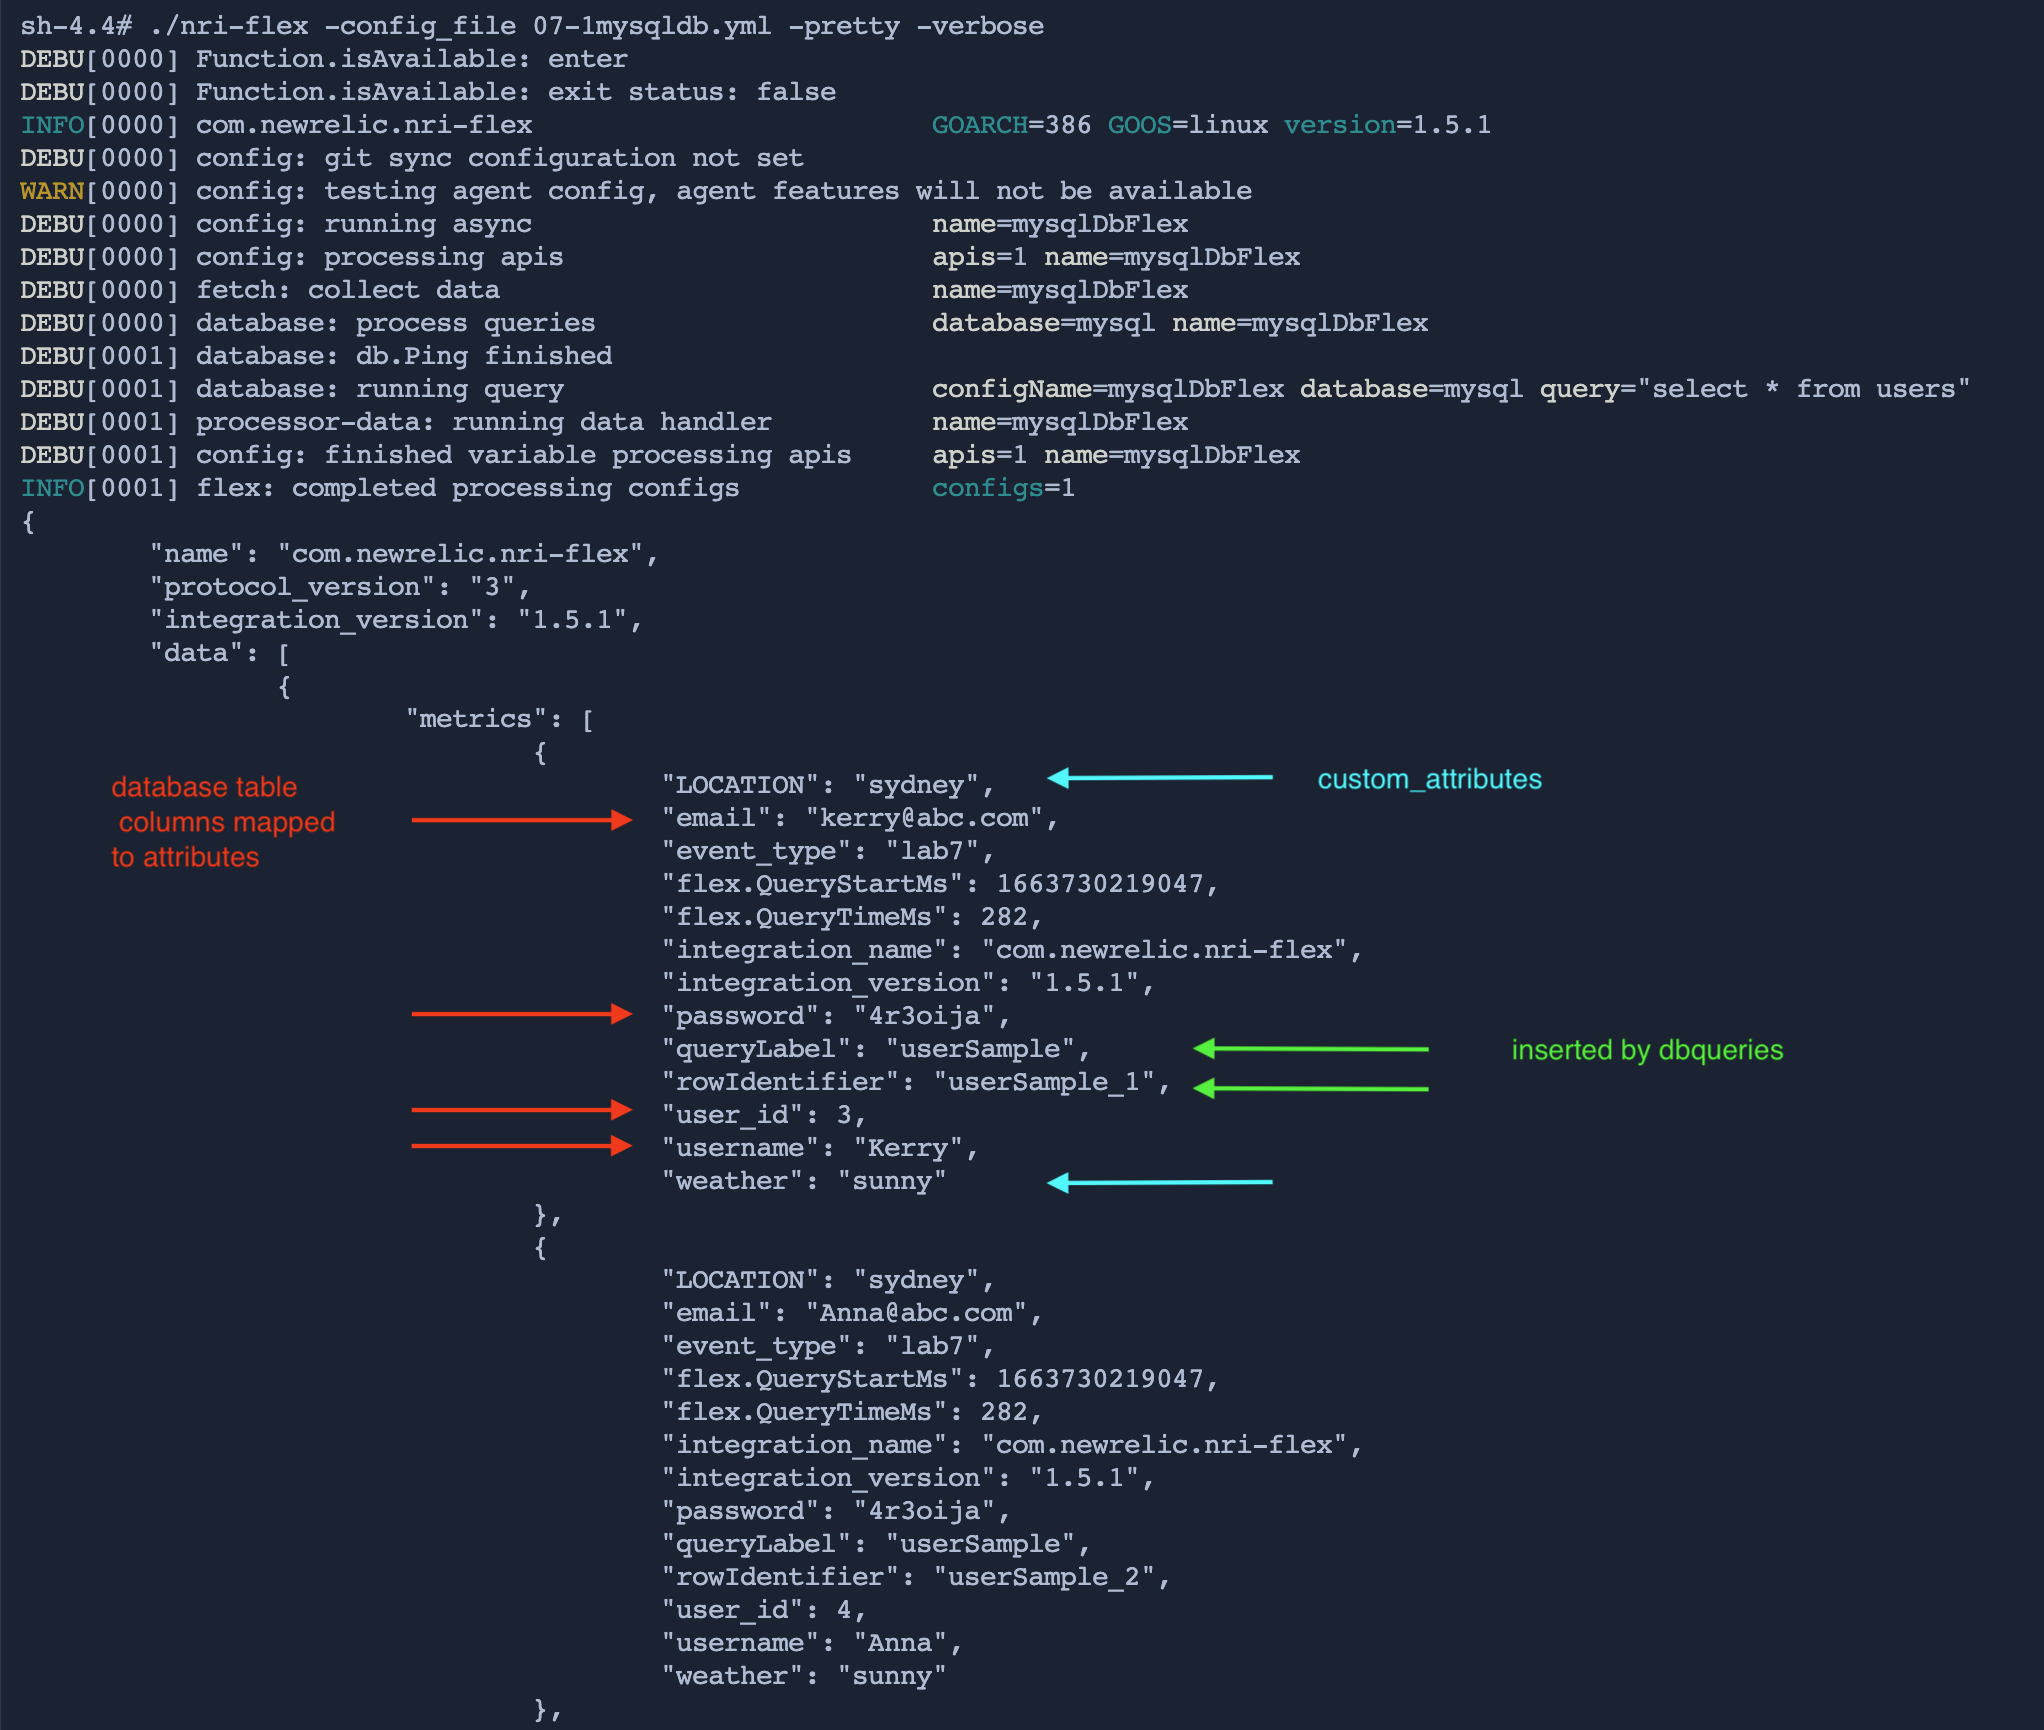 sh-4.4# ./nri-flex -config_file 07-1mysqldb.yml -pretty -verbose
DEBU[0000] Function.isAvailable: enter
DEBU[0000] Function.isAvailable: exit status: false
INFO[0000] com.newrelic.nri-flex GOARCH=386 GOOS=linux version=1.5.1
DEBU[0000] config: git sync configuration not set
WARN[0000] config: testing agent config, agent features will not be available
DEBU[0000] config: running async name=mysqlDbFlex
DEBU[0000] config: processing apis apis=1 name=mysqlDbFlex
DEBU[0000] fetch: collect data name=mysqlDbFlex
DEBU[0000] database: process queries database=mysql name=mysqlDbFlex
DEBU[0001] database: db.Ping finished
DEBU[0001] database: running query configName=mysqlDbFlex database=mysql query="select * from users"
DEBU[0001] processor-data: running data handler name=mysqlDbFlex
DEBU[0001] config: finished variable processing apis apis=1 name=mysqlDbFlex
INFO[0001] flex: completed processing configs configs=1
{
"name": "com.newrelic.nri-flex",
"protocol_version": "3",
"integration_version": "1.5.1",
"data": [
{
"metrics": [
{
"LOCATION": "sydney",
custom_attributes
database table
columns mapped
to attributes
"email": "kerry@abc.com",
"event_type": "lab7",
"flex.QueryStartMs": 1663730219047,
"flex.QueryTimeMs": 282,
"integration_name": "com.newrelic.nri-flex",
"integration_version": "1.5.1",
"password": "4r3oija",
"queryLabel": "userSample",
inserted by dbqueries
"rowIdentifier": "userSample_1",
"user_id": 3,
"username": "Kerry",
"weather": "sunny"
},
{
"LOCATION": "sydney",
"email": "Anna@abc.com",
"event_type": "lab7",
"flex.QueryStartMs": 1663730219047,
"flex.QueryTimeMs": 282,
"integration_name": "com.newrelic.nri-flex",
"integration_version": "1.5.1",
"password": "4r3oija",
"queryLabel": "userSample",
"rowIdentifier": "userSample_2",
"user_id": 4,
"username": "Anna",
"weather": "sunny"
},